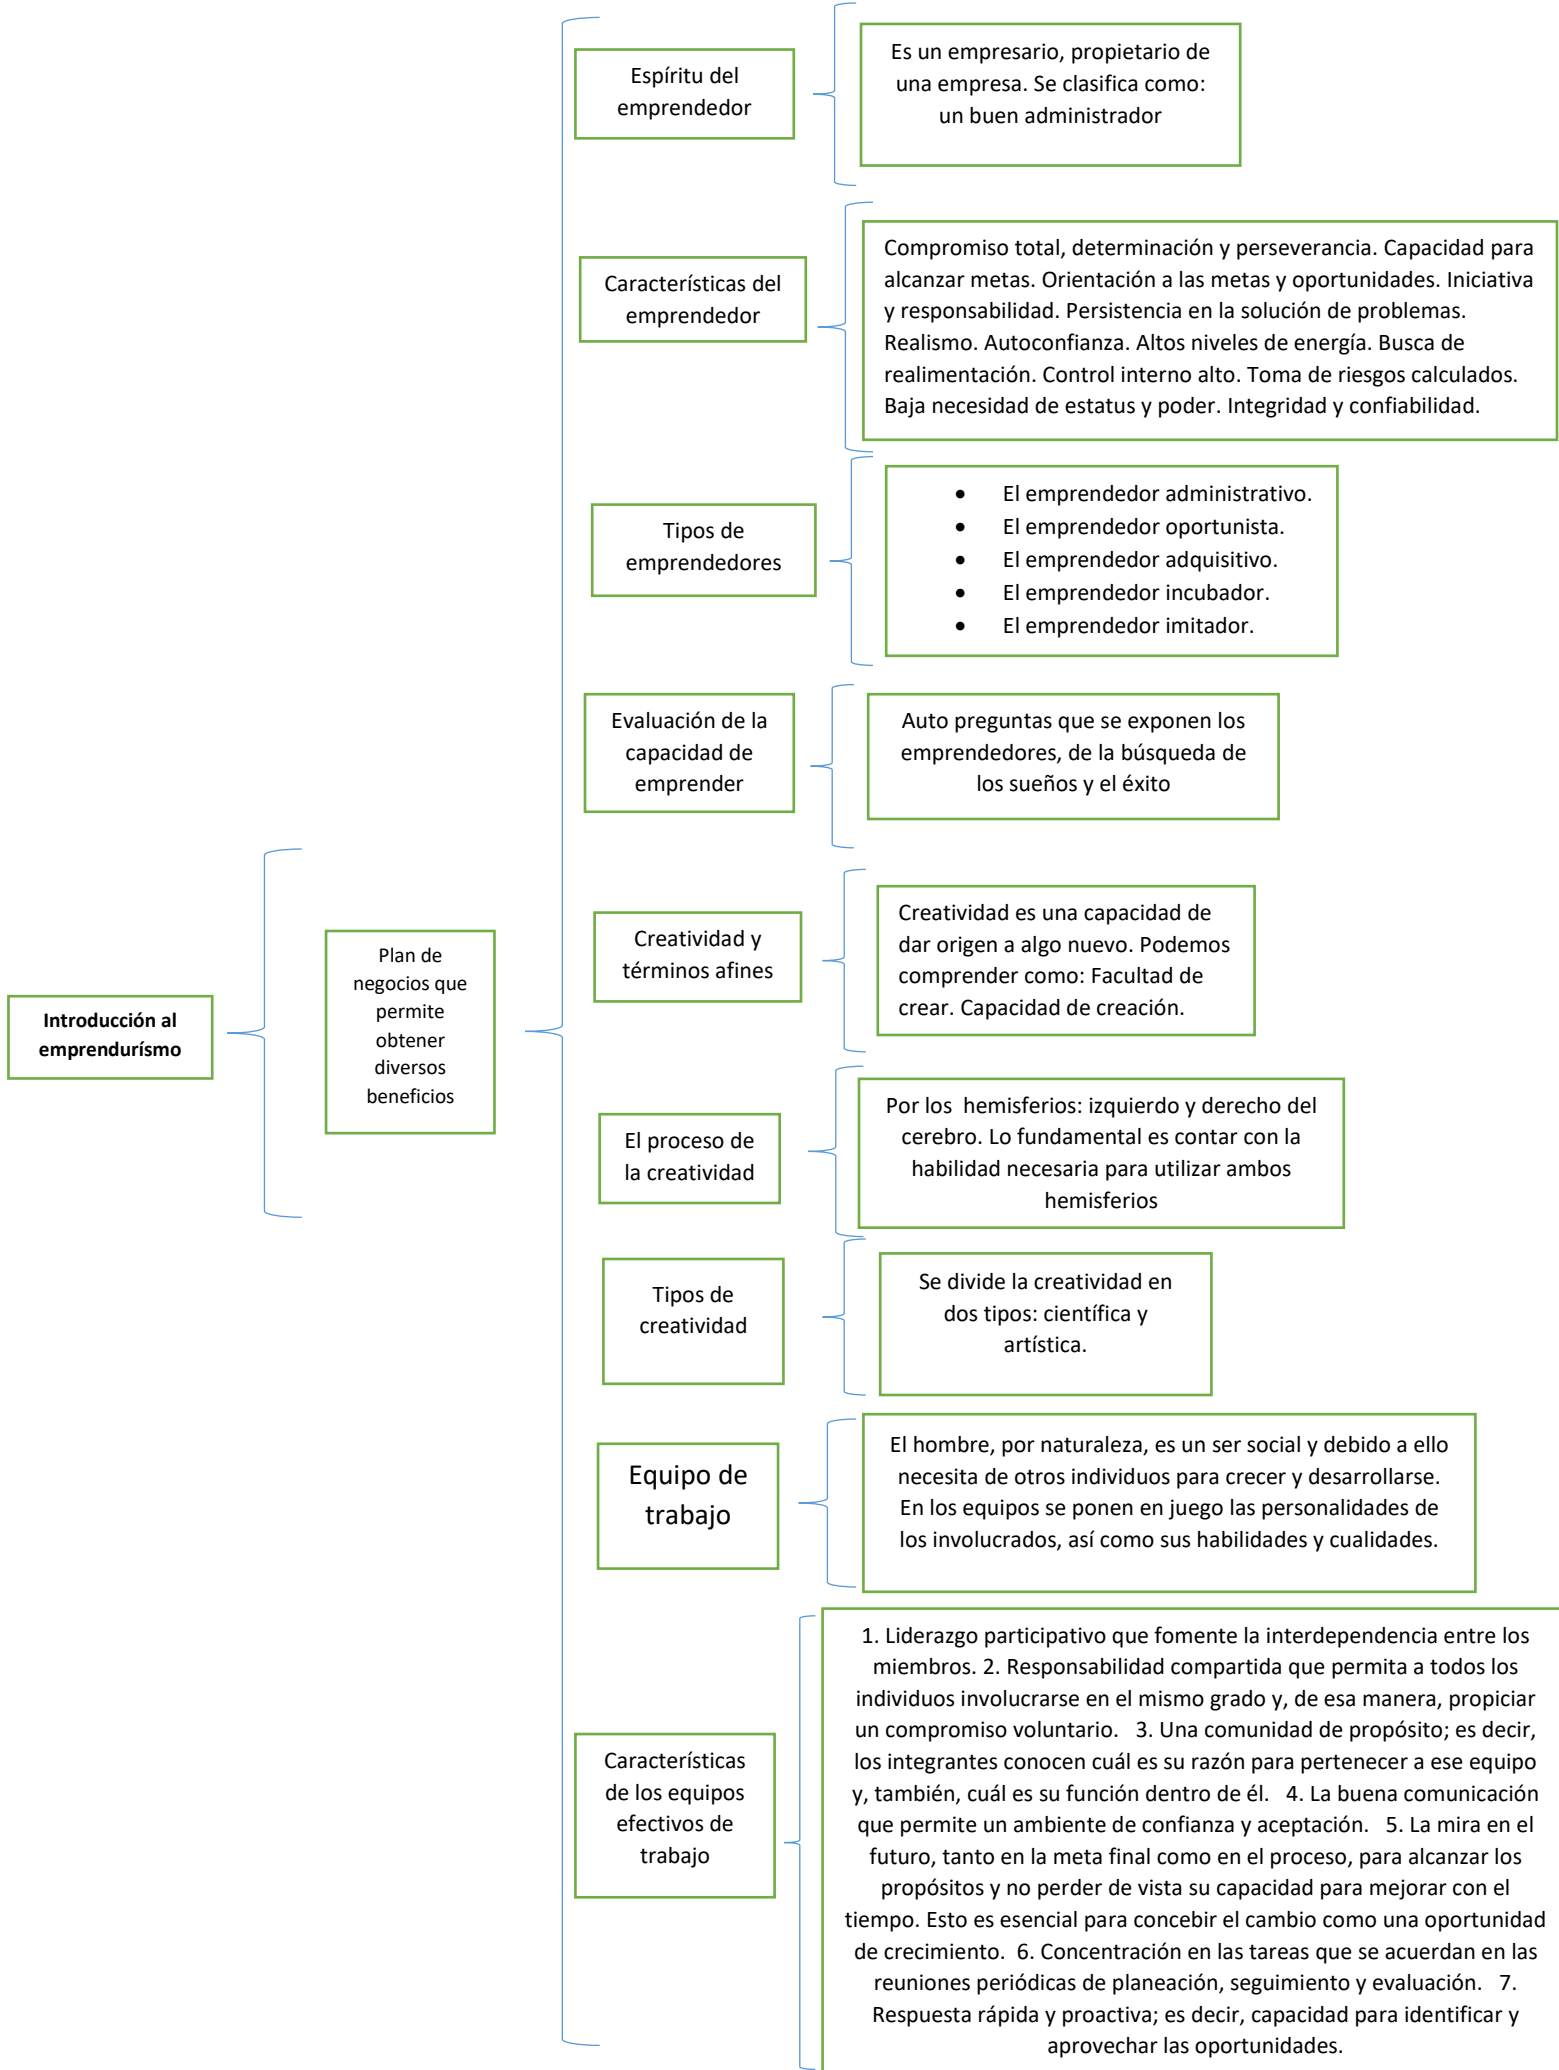 Introducción al
emprendurísmo
Plan de
negocios que
permite
obtener
diversos
beneficios
Espíritu del
emprendedor
Es un empresario, propietario de
una empresa. Se clasifica como:
un buen administrador
Característicass del
emprendedor
Compromiso total, determinación y perseverancia. Capacidad para
alcanzar metas. Orientación a las metas y oportunidades. Iniciativa
y responsabilidad. Persistencia en la solución de problemas.
Realismo. Autoconfianza. Altos niveles de energía. Busca de
realimentación. Control interno alto. Toma de riesgos calculados.
Baja necesidad de estatus y poder. Integridad y confiabilidad.
Tipos de
emprendedores
• El emprendedor administrativo.
• El emprendedor oportunista.
• El emprendedor adquisitivo.
• El emprendedor incubador.
• El emprendedor imitador.
Evaluación de la
capacidad de
emprender
Auto preguntas que se exponen los
emprendedores, de la búsqueda de
los sueños y el éxito
Creatividad y
términos afines
Creatividad es una capacidad de
dar origen a algo nuevo. Podemos
comprender como: Facultad de
crear. Capacidad de creación.
El proceso de
la creatividad
Por los hemisferios: izquierdo y derecho del
cerebro. Lo fundamental es contar con la
habilidad necesaria para utilizar ambos
hemisferios
Tipos de
creatividad
Se divide la creatividad en
dos tipos: científica y
artística.
Equipo de
trabajo
El hombre, por naturaleza, es un ser social y debido a ello
necesita de otros individuos para crecer y desarrollarse.
En los equipos se ponen en juego las personalidades de
los involucrados, así como sus habilidades y cualidades.
Características
de los equipos
efectivos de
trabajo
1. Liderazgo participativo que fomente la interdependencia entre los
miembros. 2. Responsabilidad compartida que permita a todos los
individuos involucrarse en el mismo grado y, de esa manera, propiciar
un compromiso voluntario. 3. Una comunidad de propósito; es decir,
los integrantes conocen cuál es su razón para pertenecer a ese equipo
y, también, cuál es su función dentro de él. 4. La buena comunicación
que permite un ambiente de confianza y aceptación. 5. La mira en el
futuro, tanto en la meta final como en el proceso, para alcanzar los
propósitos y no perder de vista su capacidad para mejorar con el
tiempo. Esto es esencial para concebir el cambio como una oportunidad
de crecimiento. 6. Concentración en las tareas que se acuerdan en las
reuniones periódicas de planeación, seguimiento y evaluación. 7.
Respuesta rápida y proactiva; es decir, capacidad para identificar y
aprovechar las oportunidades.